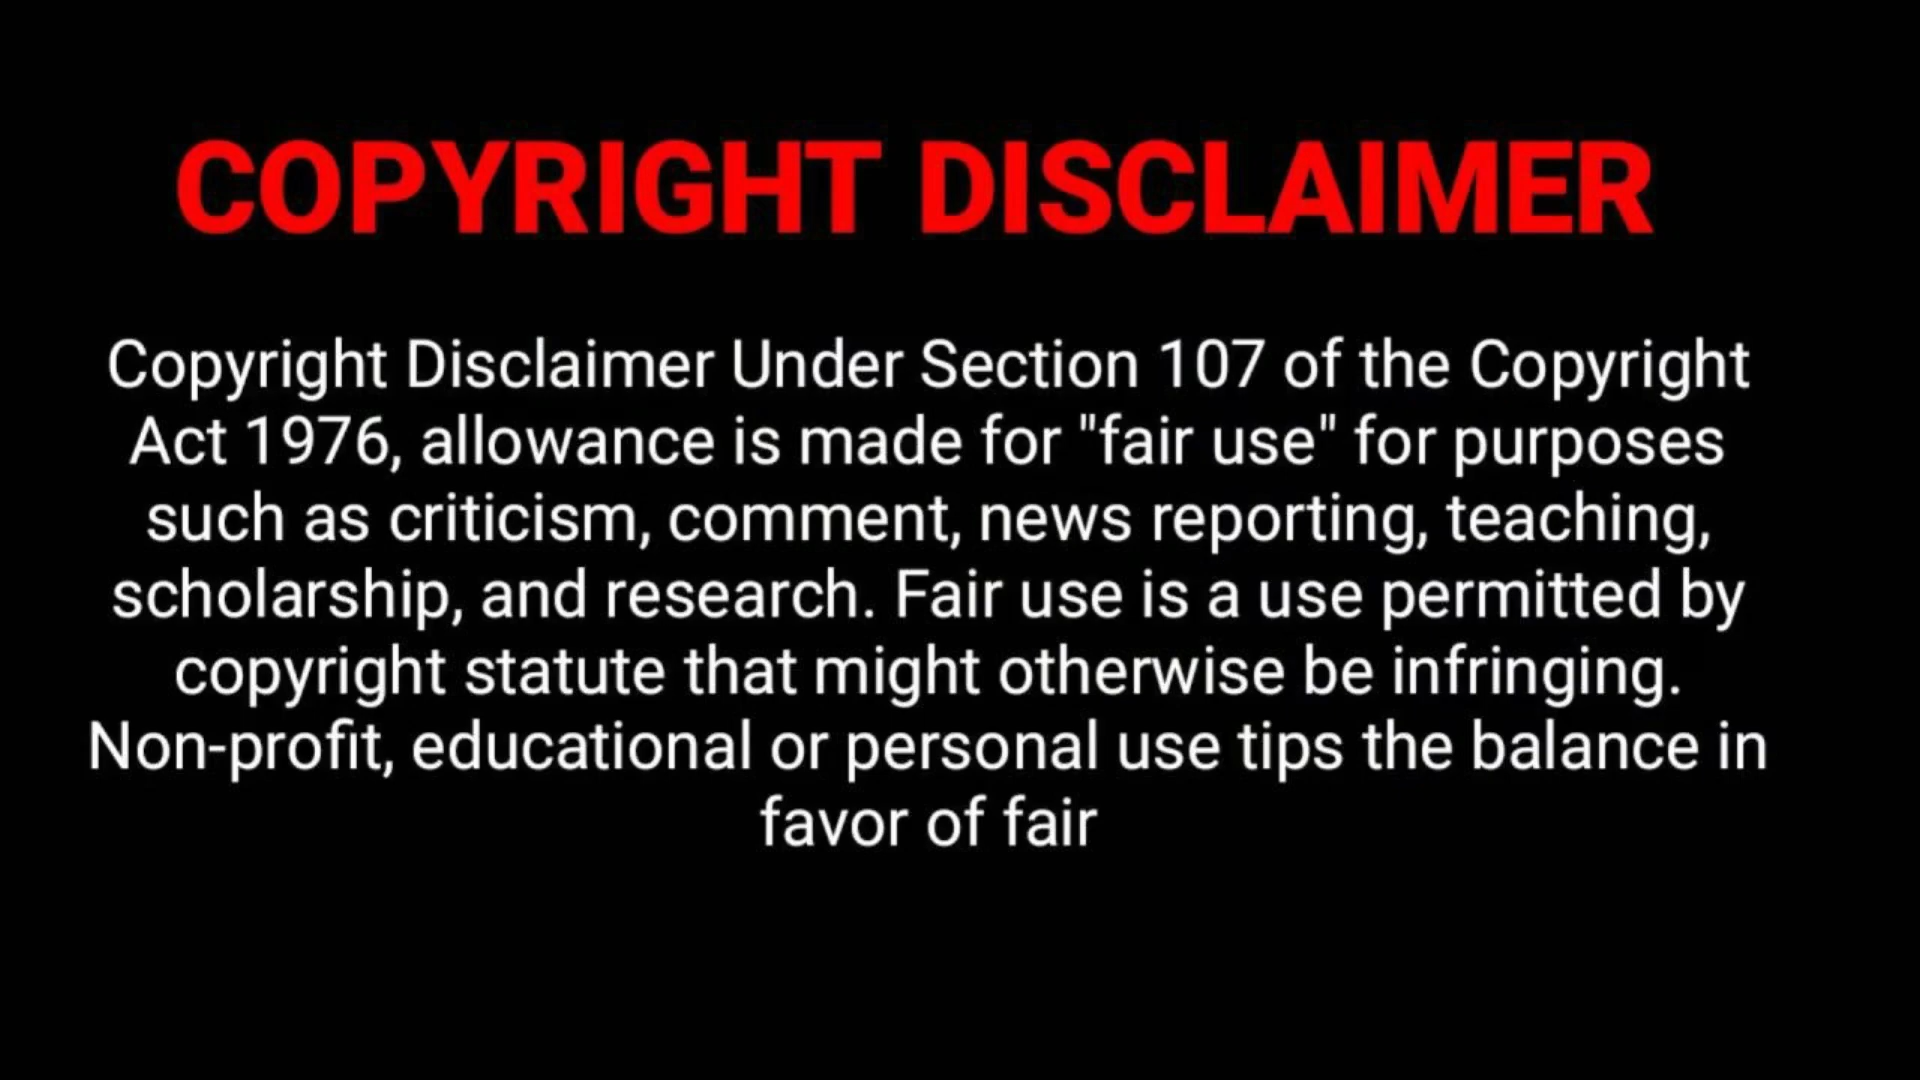 COPYRIGHT DISCLAIMER
Copyright Disclaimer Under Section 107 of the Copyright
Act 1976, allowance is made for "fair use" for purposes
such as criticism, comment, news reporting, teaching,
scholarship, and research. Fair use is a use permitted by
copyright statute that might otherwise be infringing.
Non-profit, educational or personal use tips the balance in
favor of fair